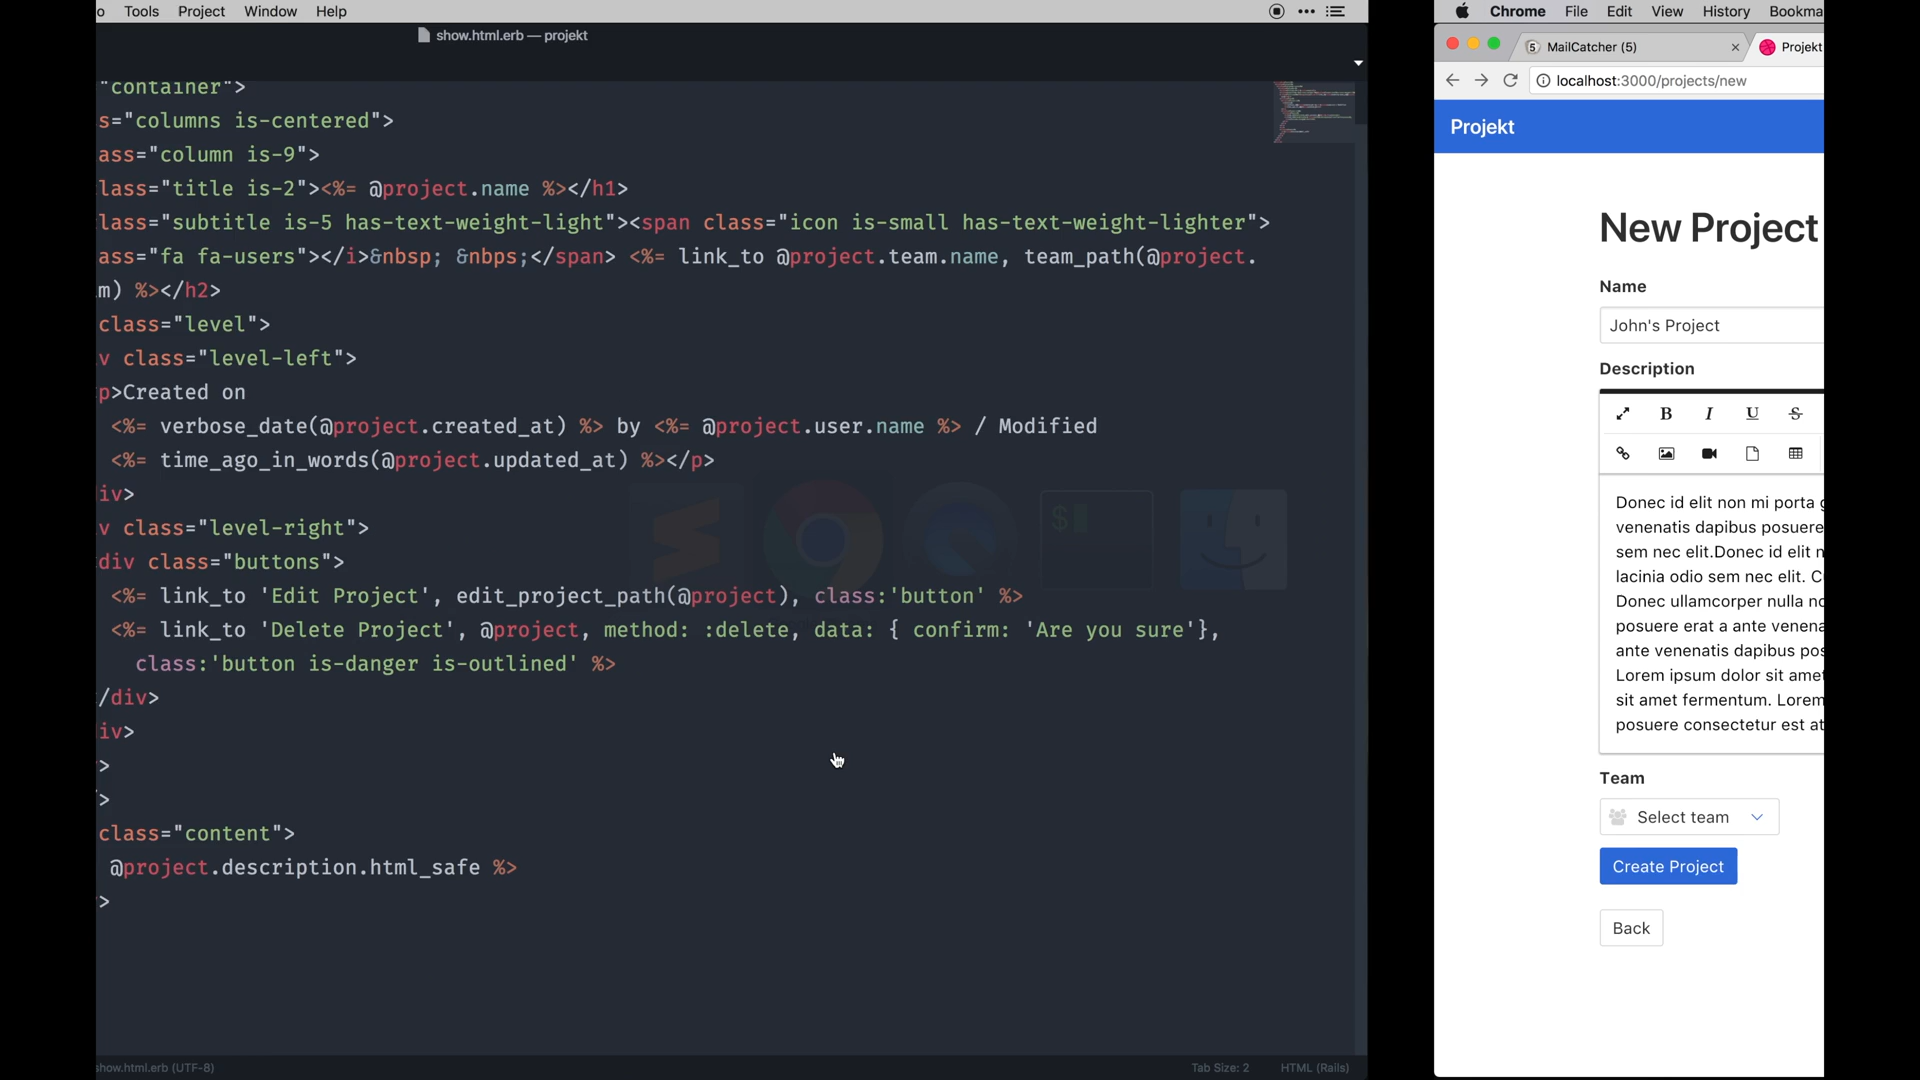 o Tools Project Window Help
show.html.erb — projekt
"container">
s="columns is-centered">
ass="column is-9">
lass="title is-2"><%= @project.name %></h1>
class="subtitle is-5 has-text-weight-light"><span class="icon is-small has-text-weight-lighter">
ass="fa fa-users"></i>&nbsp; &nbps;</span> <%= link_to @project.team.name, team_path(@project.
m) %></h2>
class="level">
v class="level-left">
p>Created on
<%= verbose_date(@project.created_at) %> by <%= @project.user.name %> / Modified
<%= time_ago_in_words(@project.updated_at) %></p>
iv>
v class="level-right">
div class="buttons">
<%= link_to 'Edit Project', edit_project_path(@project), class:'button' %>
<%= link_to 'Delete Project', @project, method: :delete, data: { confirm: 'Are you sure'},
class:'button is-danger is-outlined' %>
/div>
iv>
>
>
class="content">
@project.description.html_safe %>
>
show.html.erb (UTF-8)
Tab Size: 2
HTML (Rails)
$
Chrome File Edit View History Bookma
5 MailCatcher (5)
Projekt
localhost:3000/projects/new
Projekt
New Project
Name
John's Project
Description
B I U S
Donec id elit non mi porta g
venenatis dapibus posuere
sem nec elit.Donec id elit n
lacinia odio sem nec elit. C
Donec ullamcorper nulla no
posuere erat a ante venena
ante venenatis dapibus pos
Lorem ipsum dolor sit amet
sit amet fermentum. Lorem
posuere consectetur est at
Team
Select team
Create Project
Back